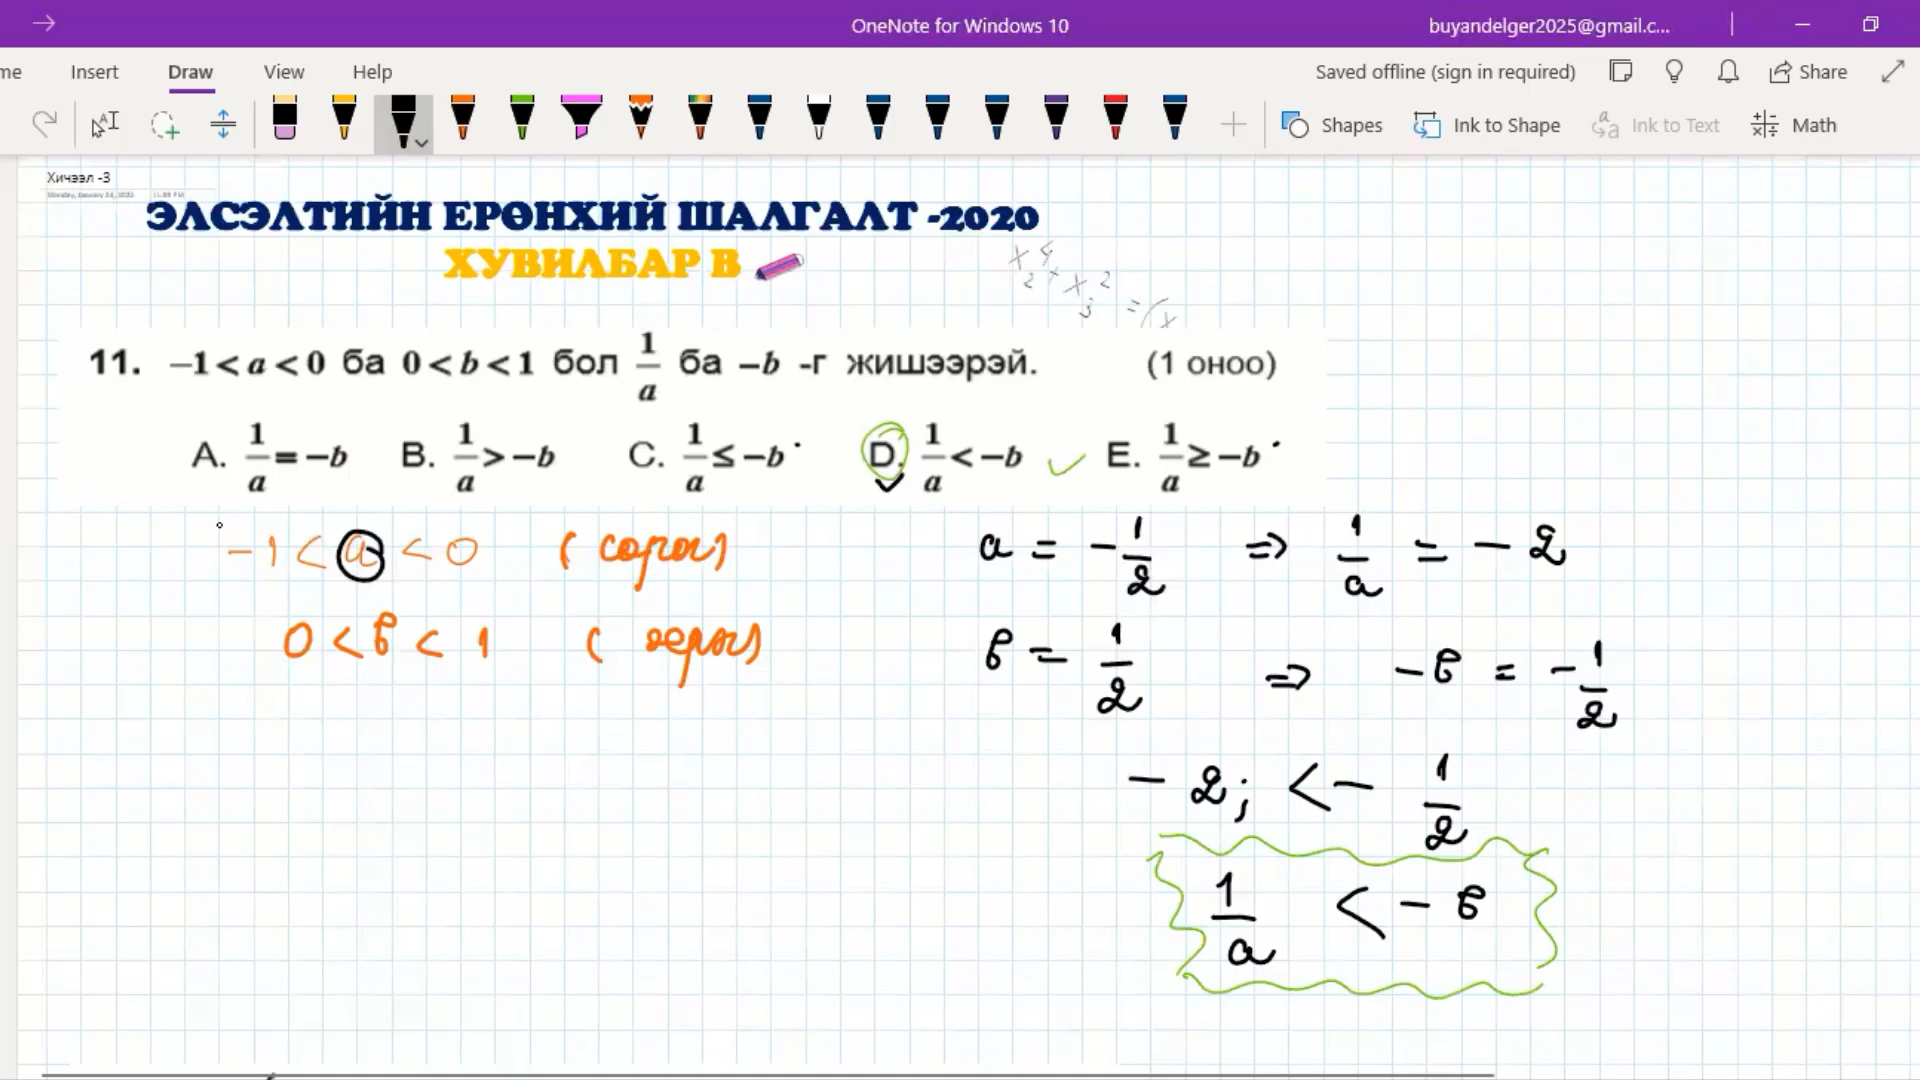 OneNote for Windows 10 buyandelger2025@gmail.c...
me Insert Draw View Help Saved offline (sign in required) Share
Shapes Ink to Shape Ink to Text Math
Хичээл -3
ЭЛСЭЛТИЙН ЕРӨНХИЙ ШАЛГАЛТ -2020
ХУВИЛБАР В
11. −1 < a < 0 ба 0 < b < 1 бол 1/a ба −b -г жишээрэй. (1 оноо)
A. 1/a = −b B. 1/a > −b C. 1/a ≤ −b D. 1/a < −b E. 1/a ≥ −b
−1 < a < 0 (сөрөг) a = −1/2 ⇒ 1/a = −2
0 < в < 1 в = 1/2 ⇒ −в = −1/2
−2; < −1/2
1/a < −в